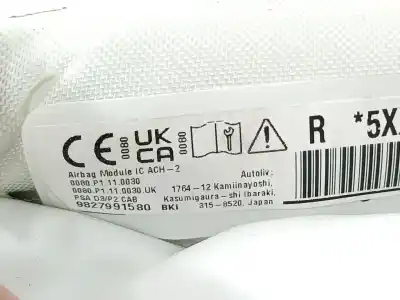 CE 0080 UK CA 0080 R *5X
Airbag Module IC ACH-2
0080.P1.11.0030
0080.P1.11.0030.UK
PSA D3/P2 CAB
9827991580 BKI
Autoliv:
1764-12 Kamiinayoshi,
Kasumigaura-shi Ibaraki,
315-8520, Japan